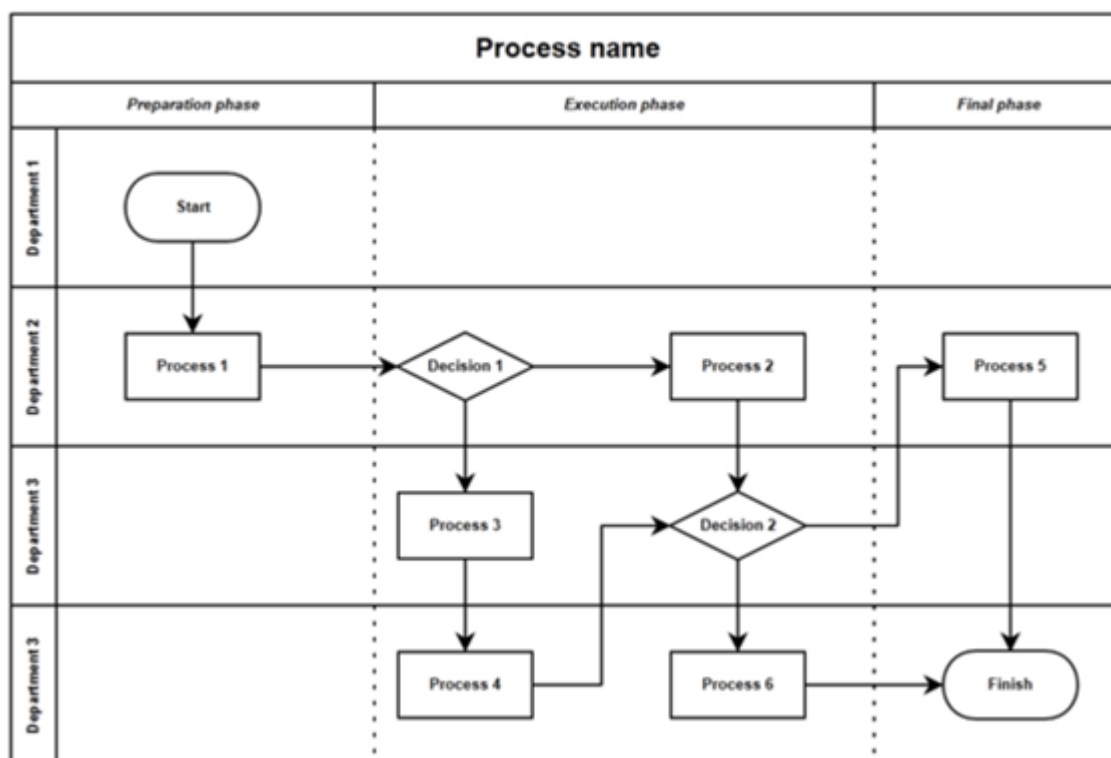 Process name
Preparation phase
Execution phase
Final phase
Department 1
Start
Department 2
Process 1
Decision 1
Process 2
Process 5
Department 3
Process 3
Decision 2
Department 3
Process 4
Process 6
Finish